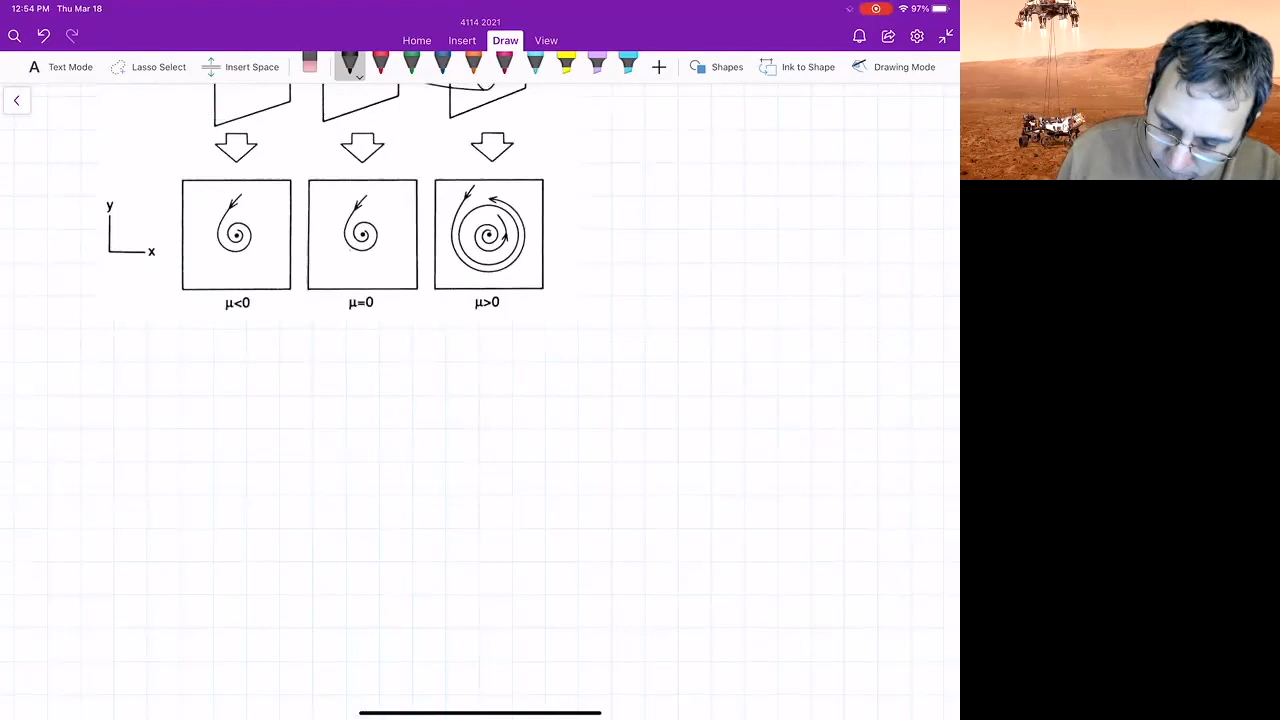 12:54 PM Thu Mar 18
97%
4114 2021
Home Insert Draw View
A Text Mode Lasso Select Insert Space Shapes Ink to Shape Drawing Mode
y
x
μ<0 μ=0 μ>0